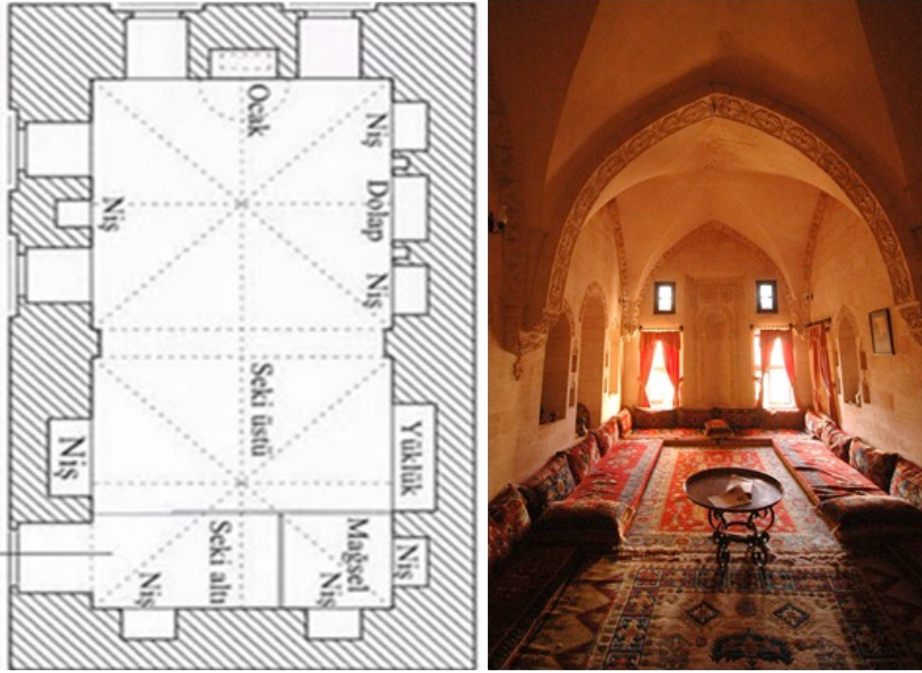 Ocak
Niş
Dolap
Niş
Niş
Seki üstü
Yüklük
Niş
Seki altı
Mağsel
Niş
Niş
Niş